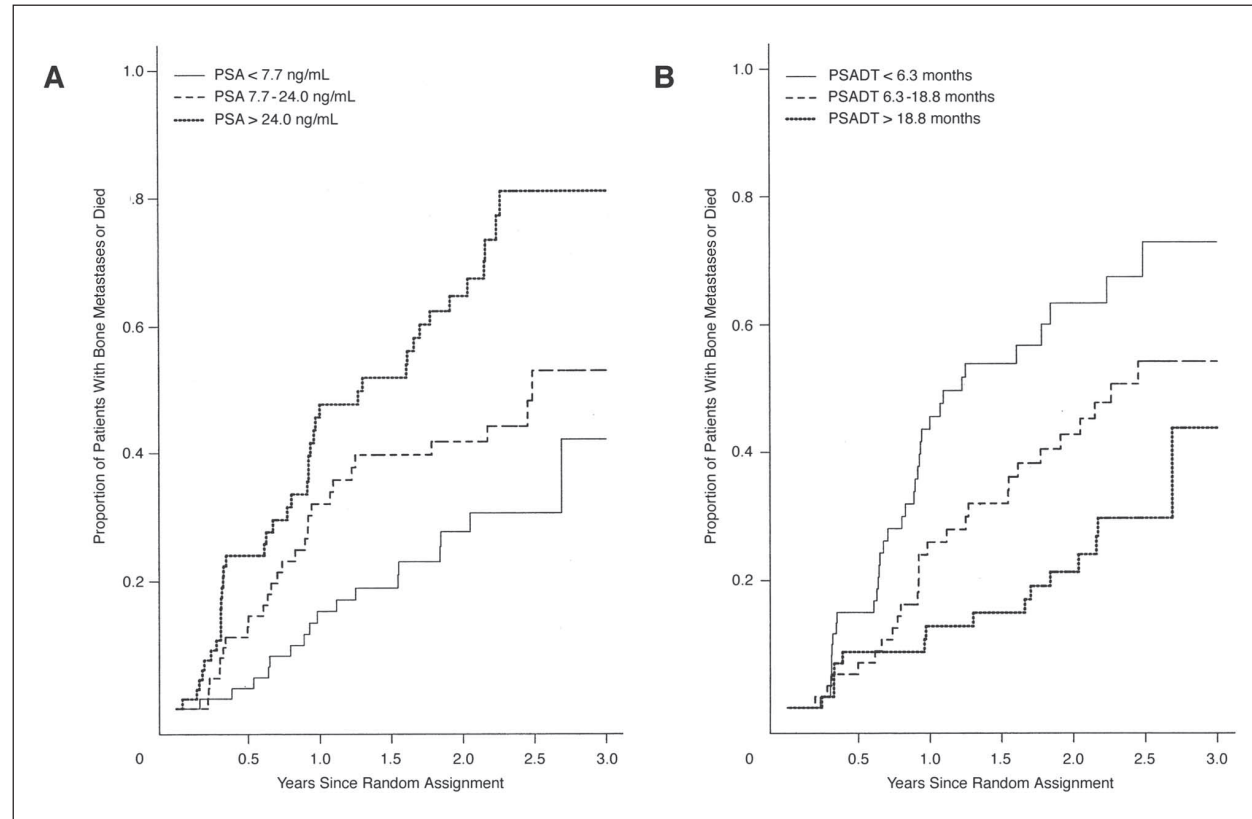 A
PSA < 7.7 ng/mL
PSA 7.7 - 24.0 ng/mL
PSA > 24.0 ng/mL
Proportion of Patients With Bone Metastases or Died
1.0
0.8
0.6
0.4
0.2
0
0.5
1.0
1.5
2.0
2.5
3.0
Years Since Random Assignment
B
PSADT < 6.3 months
PSADT 6.3-18.8 months
PSADT > 18.8 months
Proportion of Patients With Bone Metastases or Died
1.0
0.8
0.6
0.4
0.2
0
0.5
1.0
1.5
2.0
2.5
3.0
Years Since Random Assignment